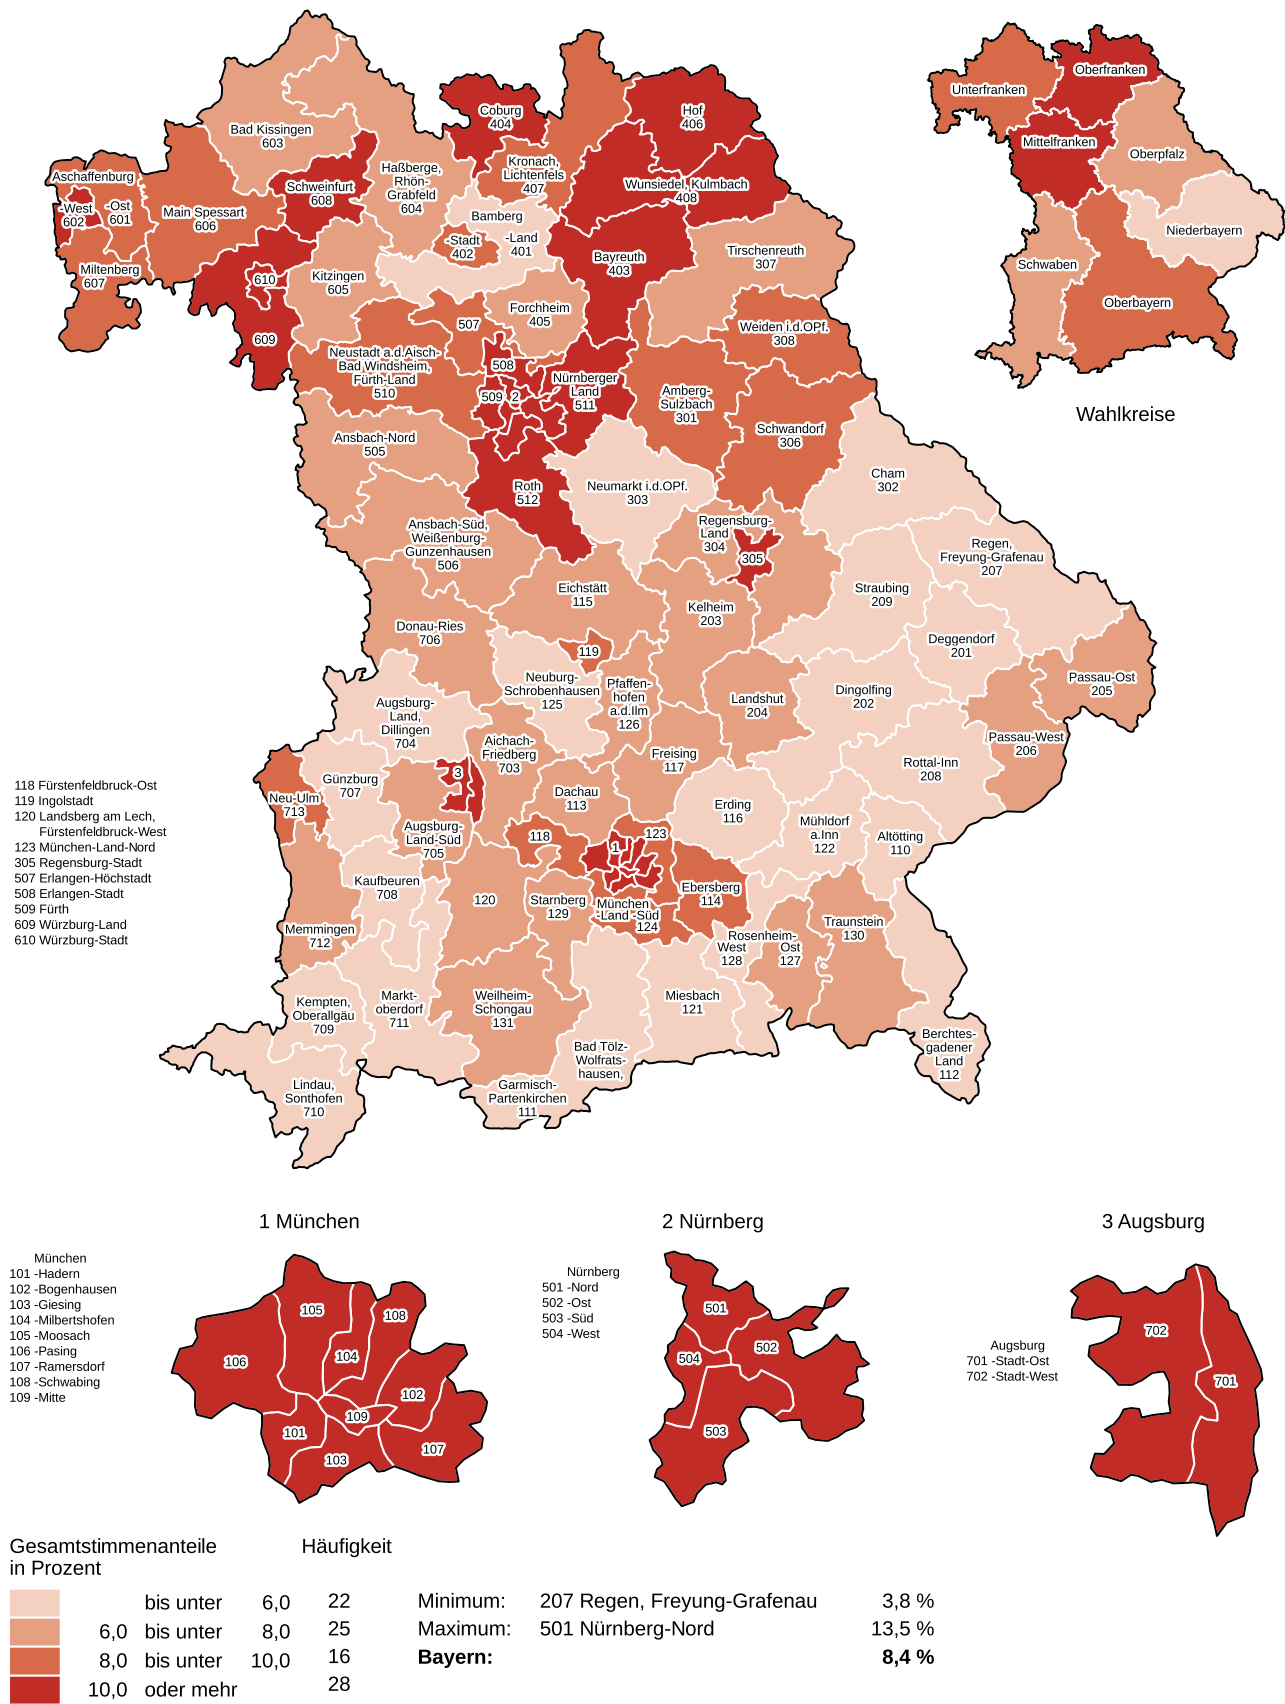 Bad Kissingen
603
Coburg
404
Hof
406
Kronach,
Lichtenfels
407
Haßberge,
Rhön-
Grabfeld
604
Schweinfurt
608
Wunsiedel, Kulmbach
408
Aschaffenburg
-West
602
-Ost
601
Main Spessart
606
Bamberg
-Stadt
402
-Land
401
Bayreuth
403
Tirschenreuth
307
Miltenberg
607
610
Kitzingen
605
Forchheim
405
507
609
Weiden i.d.OPf.
308
Neustadt a.d.Aisch-
Bad Windsheim,
Fürth-Land
510
508
509
2
Nürnberger
Land
511
Amberg-
Sulzbach
301
Schwandorf
306
Ansbach-Nord
505
Roth
512
Neumarkt i.d.OPf.
303
Cham
302
Ansbach-Süd,
Weißenburg-
Gunzenhausen
506
Regensburg-
Land
304
305
Regen,
Freyung-Grafenau
207
Eichstätt
115
Kelheim
203
Straubing
209
Donau-Ries
706
119
Deggendorf
201
Neuburg-
Schrobenhausen
125
Pfaffen-
hofen
a.d.Ilm
126
Landshut
204
Dingolfing
202
Passau-Ost
205
Augsburg-
Land,
Dillingen
704
Aichach-
Friedberg
703
Freising
117
Passau-West
206
Rottal-Inn
208
Günzburg
707
3
Neu-Ulm
713
Dachau
113
Erding
116
Mühldorf
a.Inn
122
Altötting
110
Augsburg-
Land-Süd
705
118
123
1
Kaufbeuren
708
120
Starnberg
129
München
-Land -Süd
124
Ebersberg
114
Traunstein
130
Memmingen
712
Rosenheim-
West
128
Ost
127
Kempten,
Oberallgäu
709
Markt-
oberdorf
711
Weilheim-
Schongau
131
Miesbach
121
Berchtes-
gadener
Land
112
Bad Tölz-
Wolfrats-
hausen,
Garmisch-
Partenkirchen
111
Lindau,
Sonthofen
710
Oberfranken
Unterfranken
Mittelfranken
Oberpfalz
Niederbayern
Schwaben
Oberbayern
Wahlkreise
118 Fürstenfeldbruck-Ost
119 Ingolstadt
120 Landsberg am Lech,
Fürstenfeldbruck-West
123 München-Land-Nord
305 Regensburg-Stadt
507 Erlangen-Höchstadt
508 Erlangen-Stadt
509 Fürth
609 Würzburg-Land
610 Würzburg-Stadt
1 München
München
101 -Hadern
102 -Bogenhausen
103 -Giesing
104 -Milbertshofen
105 -Moosach
106 -Pasing
107 -Ramersdorf
108 -Schwabing
109 -Mitte
105
108
106
104
102
109
101
107
103
2 Nürnberg
Nürnberg
501 -Nord
502 -Ost
503 -Süd
504 -West
501
502
504
503
3 Augsburg
Augsburg
701 -Stadt-Ost
702 -Stadt-West
702
701
Gesamtstimmenanteile
in Prozent
Häufigkeit
bis unter 6,0 22
6,0 bis unter 8,0 25
8,0 bis unter 10,0 16
10,0 oder mehr 28
Minimum: 207 Regen, Freyung-Grafenau 3,8 %
Maximum: 501 Nürnberg-Nord 13,5 %
Bayern: 8,4 %